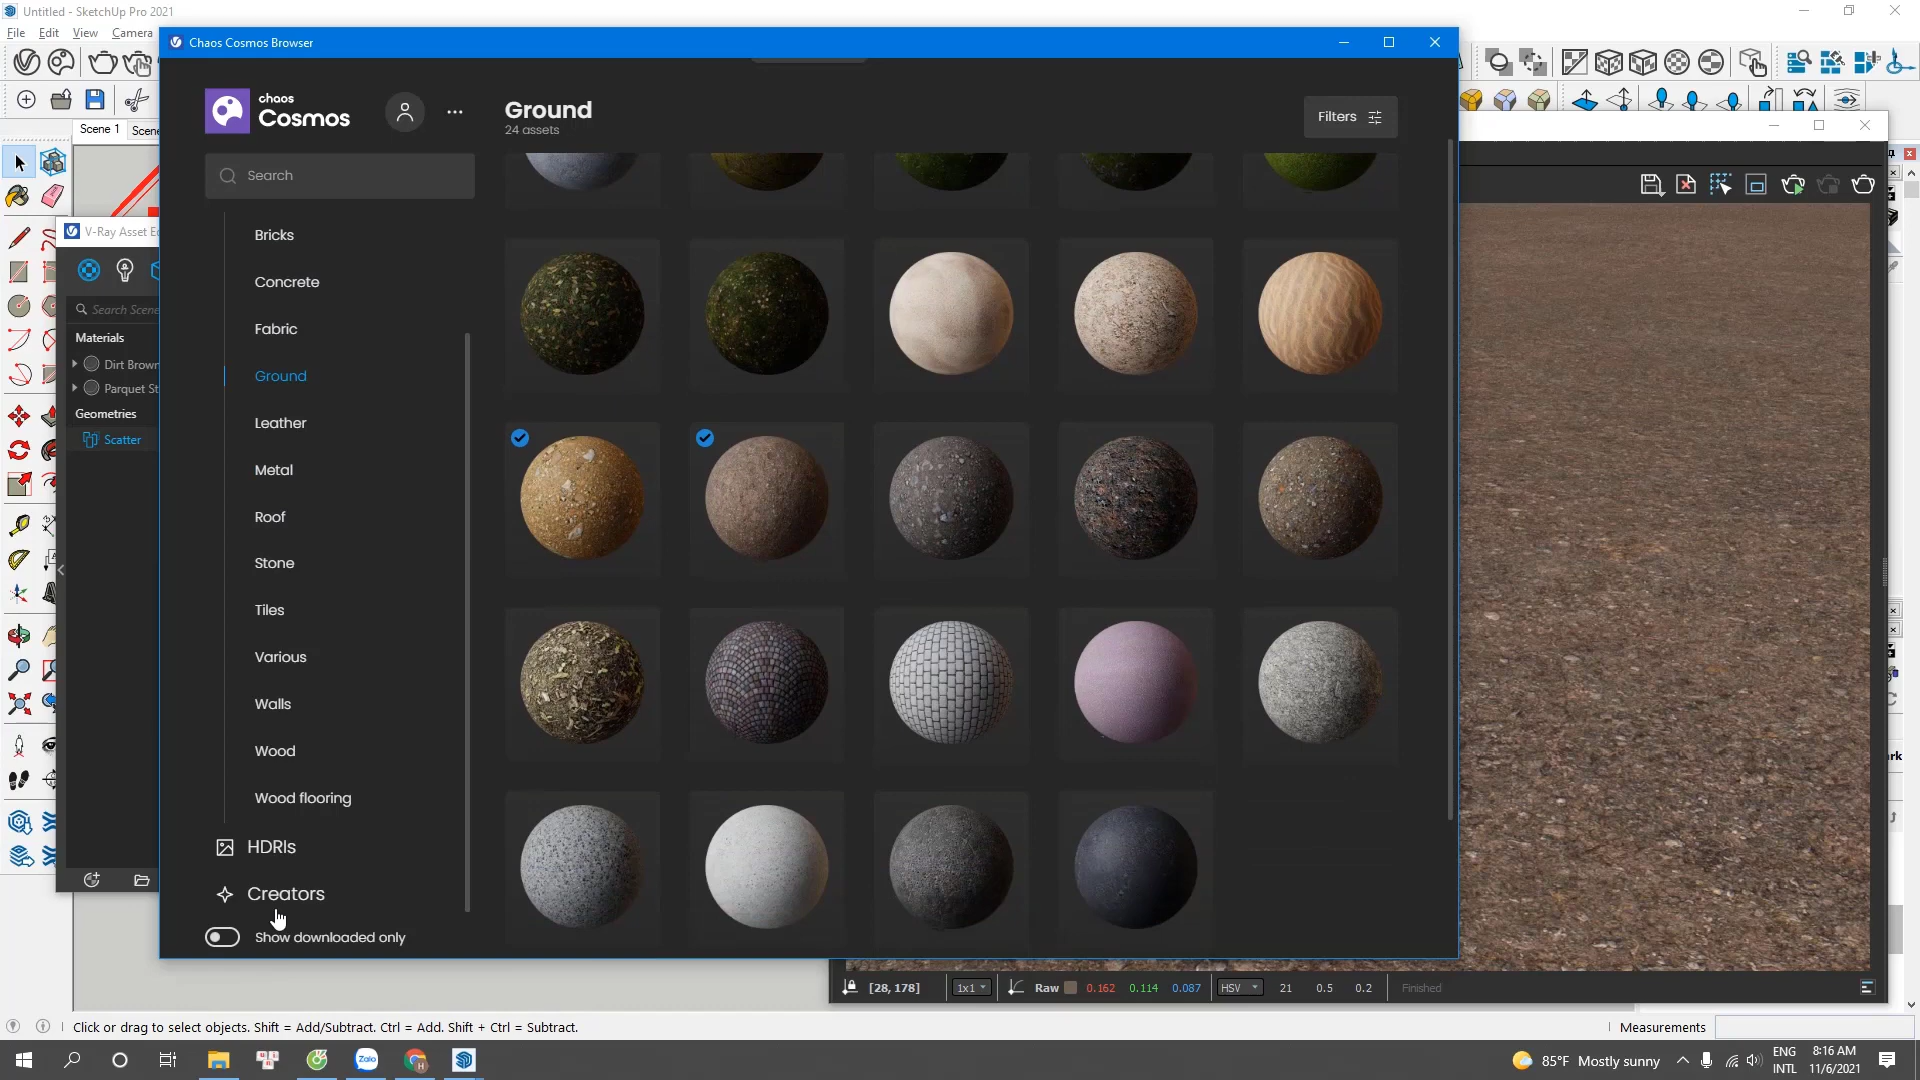 Untitled - SketchUp Pro 2021
File Edit View Camera
Chaos Cosmos Browser
chaos
Cosmos
Ground
24 assets
Filters
Scene 1
Search
V-Ray Asset
Materials
Dirt Brown
Parquet
Geometries
Scatter
Bricks
Concrete
Fabric
Ground
Leather
Metal
Roof
Stone
Tiles
Various
Walls
Wood
Wood flooring
HDRIs
Creators
Show downloaded only
[28, 178]
1x1
Raw
0.162
0.114
0.087
HSV
21
0.5
0.2
Finished
Click or drag to select objects. Shift = Add/Subtract. Ctrl = Add. Shift + Ctrl = Subtract.
Measurements
Zalo
85°F Mostly sunny
ENG
INTL
8:16 AM
11/6/2021